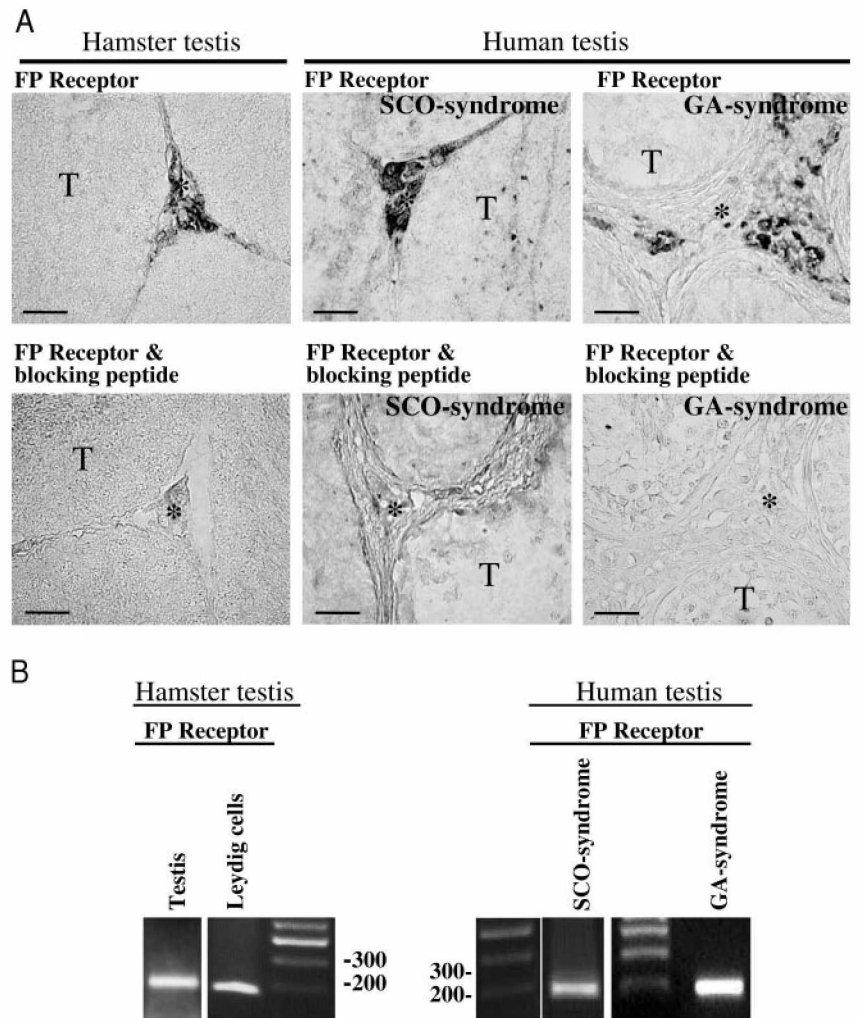 A
Hamster testis
Human testis
FP Receptor
FP Receptor
FP Receptor
SCO-syndrome
GA-syndrome
T
*
T
*
T
*
FP Receptor &
blocking peptide
FP Receptor &
blocking peptide
FP Receptor &
blocking peptide
SCO-syndrome
GA-syndrome
T
*
T
*
T
*
B
Hamster testis
Human testis
FP Receptor
FP Receptor
Testis
Leydig cells
SCO-syndrome
GA-syndrome
-300
-200
300-
200-